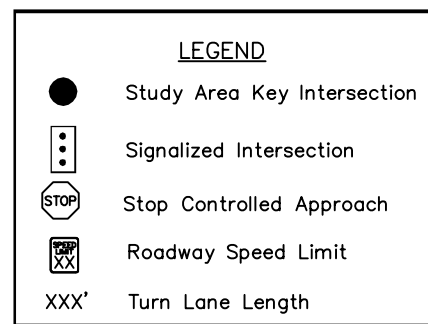 LEGEND
Study Area Key Intersection
Signalized Intersection
STOP Stop Controlled Approach
SPEED
LIMIT
XX Roadway Speed Limit
XXX' Turn Lane Length